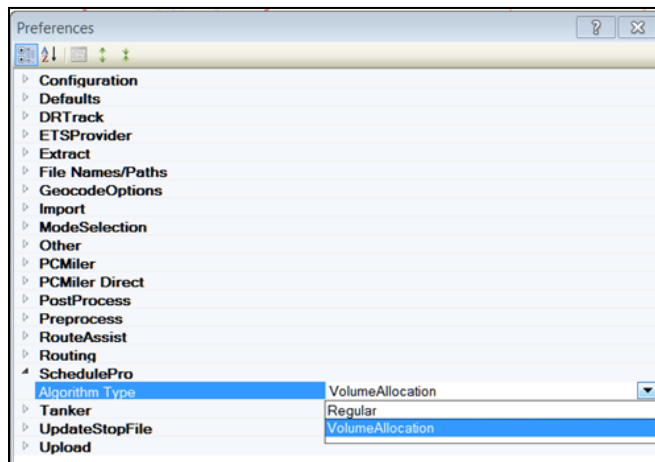 Preferences
Configuration
Defaults
DRTrack
ETSProvider
Extract
File Names/Paths
GeocodeOptions
Import
ModeSelection
Other
PCMiler
PCMiler Direct
PostProcess
Preprocess
RouteAssist
Routing
SchedulePro
Algorithm Type VolumeAllocation
Tanker Regular
UpdateStopFile VolumeAllocation
Upload